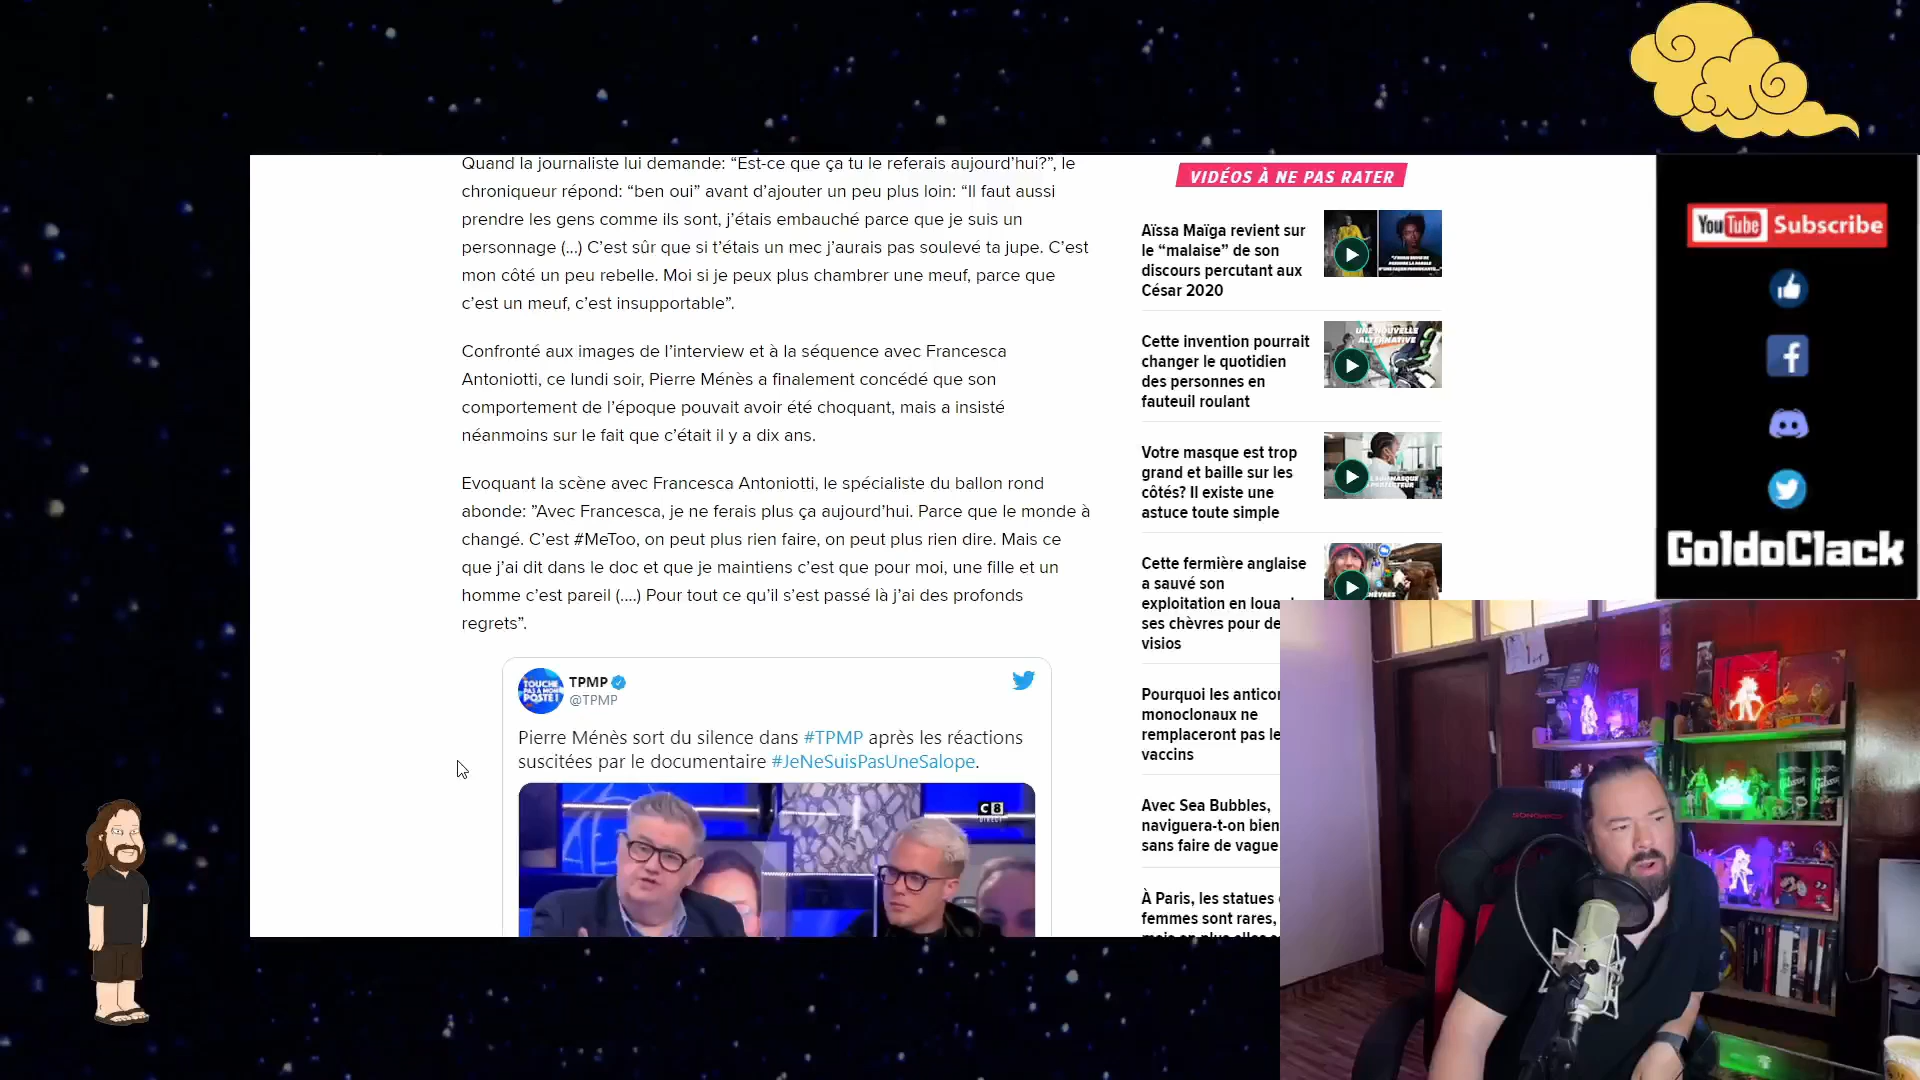 Quand la journaliste lui demande: “Est-ce que ça tu le referais aujourd’hui?”, le
chroniqueur répond: “ben oui” avant d’ajouter un peu plus loin: “Il faut aussi
prendre les gens comme ils sont, j’étais embauché parce que je suis un
personnage (...) C’est sûr que si t’étais un mec j’aurais pas soulevé ta jupe. C’est
mon côté un peu rebelle. Moi si je peux plus chambrer une meuf, parce que
c’est un meuf, c’est insupportable”.
Confronté aux images de l’interview et à la séquence avec Francesca
Antoniotti, ce lundi soir, Pierre Ménès a finalement concédé que son
comportement de l’époque pouvait avoir été choquant, mais a insisté
néanmoins sur le fait que c’était il y a dix ans.
Evoquant la scène avec Francesca Antoniotti, le spécialiste du ballon rond
abonde: ”Avec Francesca, je ne ferais plus ça aujourd’hui. Parce que le monde à
changé. C’est #MeToo, on peut plus rien faire, on peut plus rien dire. Mais ce
que j’ai dit dans le doc et que je maintiens c’est que pour moi, une fille et un
homme c’est pareil (....) Pour tout ce qu’il s’est passé là j’ai des profonds
regrets”.
TOUCHE
PAS À MON
POSTE !
TPMP
@TPMP
Pierre Ménès sort du silence dans #TPMP après les réactions
suscitées par le documentaire #JeNeSuisPasUneSalope.
C8
DIRECT
VIDÉOS À NE PAS RATER
Aïssa Maïga revient sur
le “malaise” de son
discours percutant aux
César 2020
Cette invention pourrait
changer le quotidien
des personnes en
fauteuil roulant
UNE NOUVELLE
ALTERNATIVE
Votre masque est trop
grand et baille sur les
côtés? Il existe une
astuce toute simple
Cette fermière anglaise
a sauvé son
exploitation en loua
ses chèvres pour de
visios
Pourquoi les antico
monoclonaux ne
remplaceront pas le
vaccins
Avec Sea Bubbles,
naviguera-t-on bien
sans faire de vague
À Paris, les statues
femmes sont rares,
YouTube Subscribe
GoldoClack